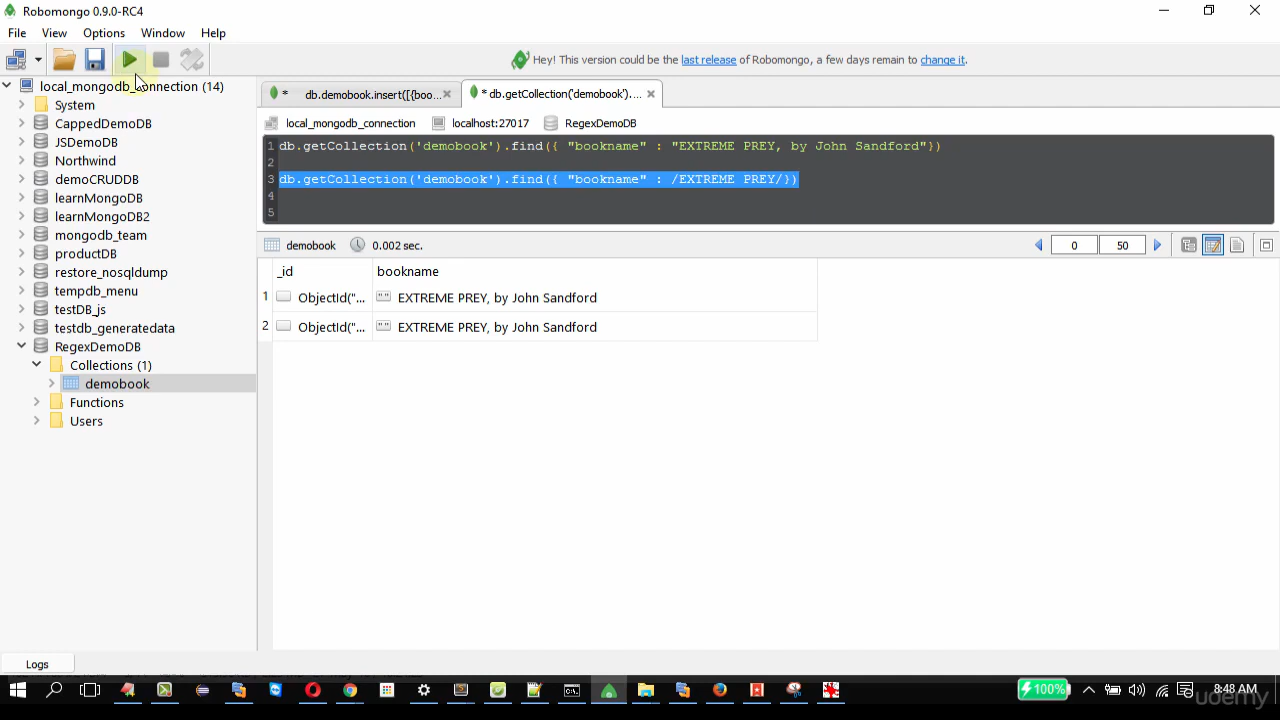 Robomongo 0.9.0-RC4
File View Options Window Help
Hey! This version could be the last release of Robomongo, a few days remain to change it.
local_mongodb_connection (14)
System
CappedDemoDB
JSDemoDB
Northwind
demoCRUDDB
learnMongoDB
learnMongoDB2
mongodb_team
productDB
restore_nosqldump
tempdb_menu
testDB_js
testdb_generatedata
RegexDemoDB
Collections (1)
demobook
Functions
Users
* db.demobook.insert([{boo... * db.getCollection('demobook')....
local_mongodb_connection localhost:27017 RegexDemoDB
1 db.getCollection('demobook').find({ "bookname" : "EXTREME PREY, by John Sandford"})
2
3 db.getCollection('demobook').find({ "bookname" : /EXTREME PREY/})
4
5
demobook 0.002 sec. 0 50
_id bookname
1 ObjectId("... "" EXTREME PREY, by John Sandford
2 ObjectId("... "" EXTREME PREY, by John Sandford
Logs
100% 8:48 AM
udemy